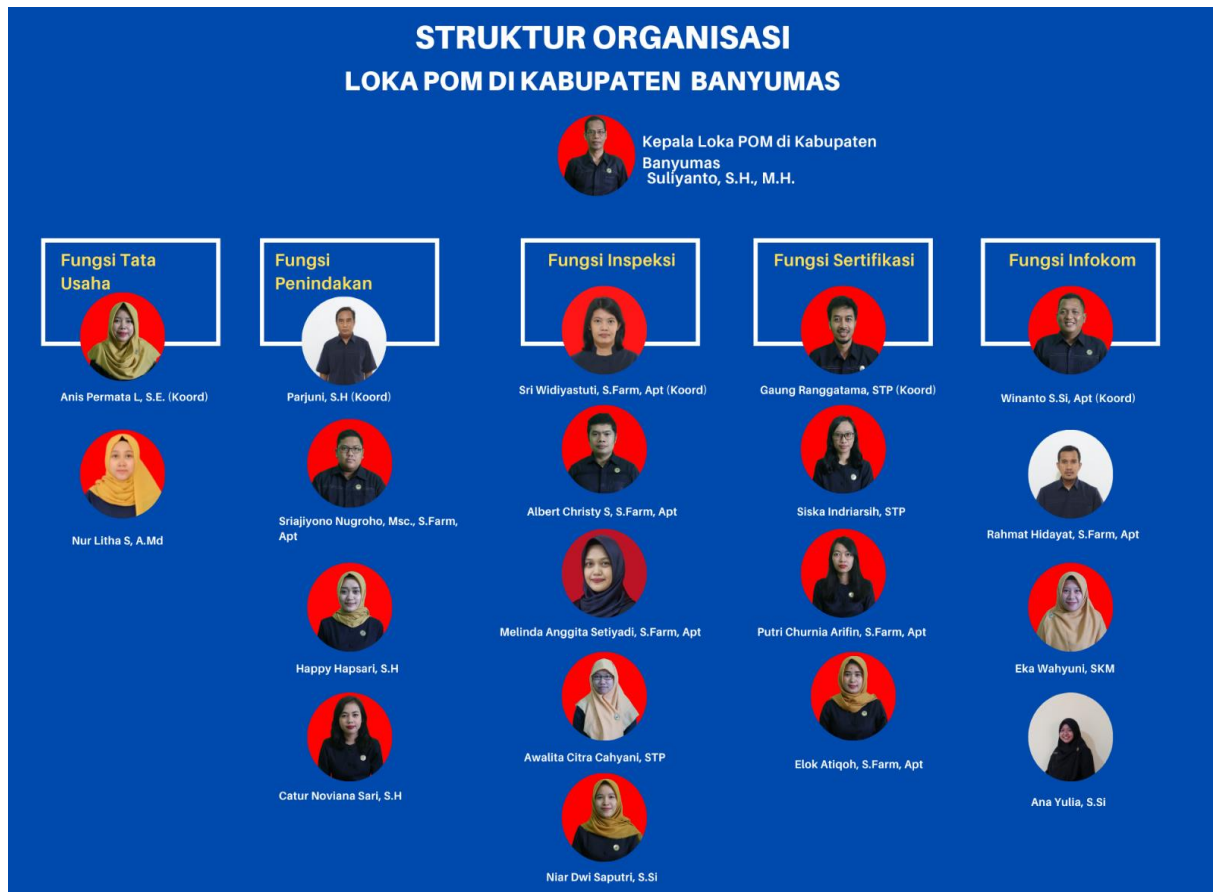 STRUKTUR ORGANISASI
LOKA POM DI KABUPATEN BANYUMAS
Kepala Loka POM di Kabupaten
Banyumas
Suliyanto, S.H., M.H.
Fungsi Tata
Usaha
Anis Permata L, S.E. (Koord)
Nur Litha S, A.Md
Fungsi
Penindakan
Parjuni, S.H (Koord)
Sriajiyono Nugroho, Msc., S.Farm,
Apt
Happy Hapsari, S.H
Catur Noviana Sari, S.H
Fungsi Inspeksi
Sri Widiyastuti, S.Farm, Apt (Koord)
Albert Christy S, S.Farm, Apt
Melinda Anggita Setiyadi, S.Farm, Apt
Awalita Citra Cahyani, STP
Niar Dwi Saputri, S.Si
Fungsi Sertifikasi
Gaung Ranggatama, STP (Koord)
Siska Indriarsih, STP
Putri Churnia Arifin, S.Farm, Apt
Elok Atiqoh, S.Farm, Apt
Fungsi Infokom
Winanto S.Si, Apt (Koord)
Rahmat Hidayat, S.Farm, Apt
Eka Wahyuni, SKM
Ana Yulia, S.Si